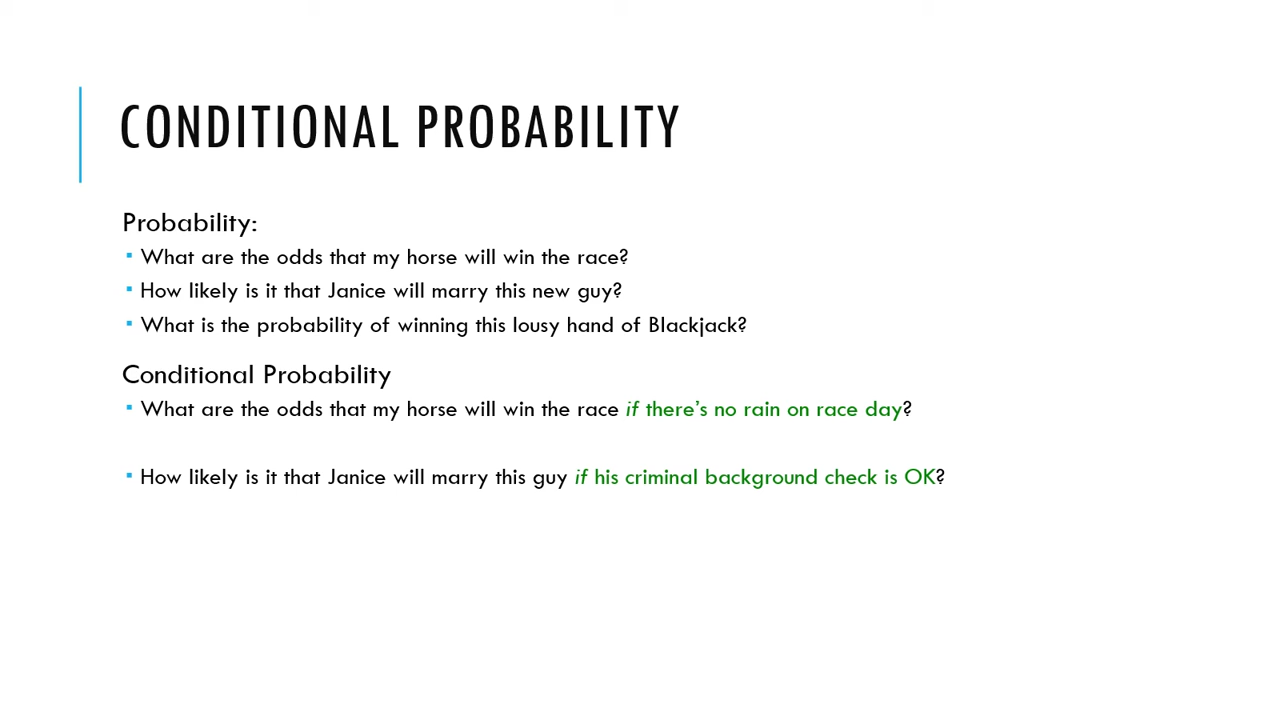 CONDITIONAL PROBABILITY
Probability:
▪ What are the odds that my horse will win the race?
▪ How likely is it that Janice will marry this new guy?
▪ What is the probability of winning this lousy hand of Blackjack?
Conditional Probability
▪ What are the odds that my horse will win the race if there’s no rain on race day?
▪ How likely is it that Janice will marry this guy if his criminal background check is OK?